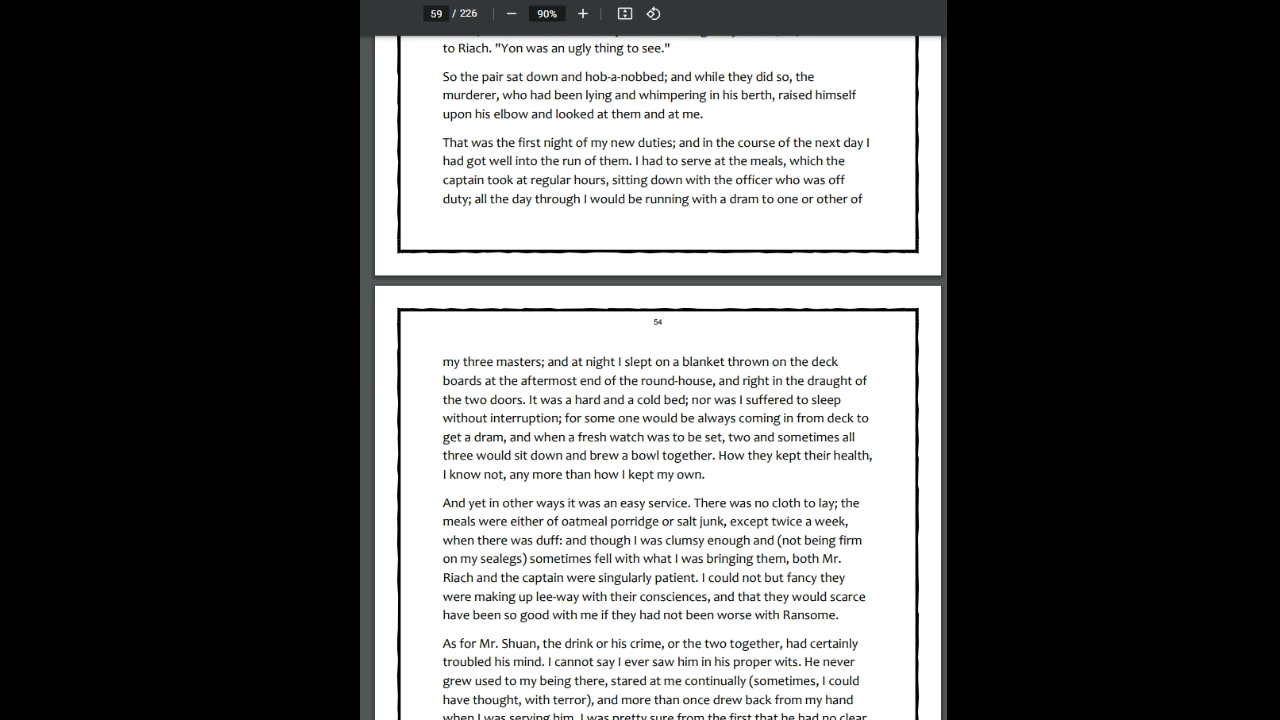 59 / 226
90%
to Riach. "Yon was an ugly thing to see."
So the pair sat down and hob-a-nobbed; and while they did so, the
murderer, who had been lying and whimpering in his berth, raised himself
upon his elbow and looked at them and at me.
That was the first night of my new duties; and in the course of the next day I
had got well into the run of them. I had to serve at the meals, which the
captain took at regular hours, sitting down with the officer who was off
duty; all the day through I would be running with a dram to one or other of
54
my three masters; and at night I slept on a blanket thrown on the deck
boards at the aftermost end of the round-house, and right in the draught of
the two doors. It was a hard and a cold bed; nor was I suffered to sleep
without interruption; for some one would be always coming in from deck to
get a dram, and when a fresh watch was to be set, two and sometimes all
three would sit down and brew a bowl together. How they kept their health,
I know not, any more than how I kept my own.
And yet in other ways it was an easy service. There was no cloth to lay; the
meals were either of oatmeal porridge or salt junk, except twice a week,
when there was duff: and though I was clumsy enough and (not being firm
on my sealegs) sometimes fell with what I was bringing them, both Mr.
Riach and the captain were singularly patient. I could not but fancy they
were making up lee-way with their consciences, and that they would scarce
have been so good with me if they had not been worse with Ransome.
As for Mr. Shuan, the drink or his crime, or the two together, had certainly
troubled his mind. I cannot say I ever saw him in his proper wits. He never
grew used to my being there, stared at me continually (sometimes, I could
have thought, with terror), and more than once drew back from my hand
when I was serving him. I was pretty sure from the first that he had no clear